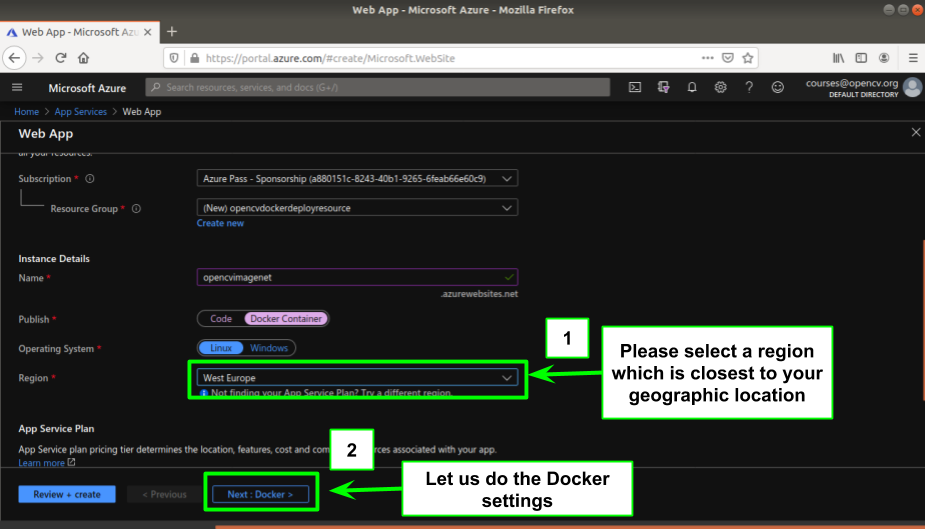 Web App - Microsoft Azure - Mozilla Firefox
Web App - Microsoft Azu
https://portal.azure.com/#create/Microsoft.WebSite
Microsoft Azure
Search resources, services, and docs (G+/)
courses@opencv.org
DEFAULT DIRECTORY
Home > App Services > Web App
Web App
all your resources.
Subscription *
Azure Pass - Sponsorship (a880151c-8243-40b1-9265-6feab66e60c9)
Resource Group *
(New) opencvdockerdeployresource
Create new
Instance Details
Name *
opencvimagenet
.azurewebsites.net
Publish *
Code
Docker Container
Operating System *
Linux
Windows
Region *
West Europe
Not finding your App Service Plan? Try a different region.
1
Please select a region
which is closest to your
geographic location
App Service Plan
App Service plan pricing tier determines the location, features, cost and com rces associated with your app.
Learn more
2
Let us do the Docker
settings
Review + create
< Previous
Next : Docker >